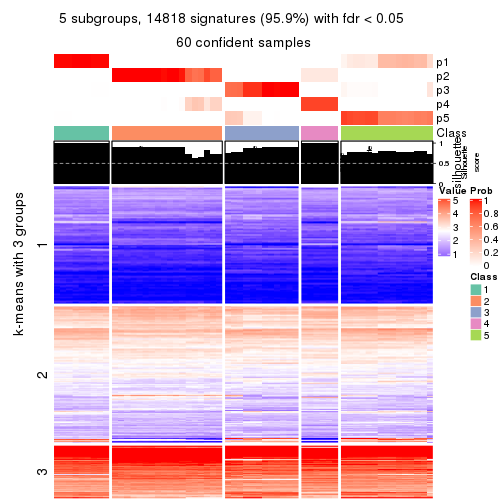 5 subgroups, 14818 signatures (95.9%) with fdr < 0.05
60 confident samples
p1
p2
p3
p4
p5
Class
1
0.5
0
silhouette
Silhouette
score
k-means with 3 groups
1
2
3
Value
5
4
3
2
1
Prob
1
0.8
0.6
0.4
0.2
0
Class
1
2
3
4
5